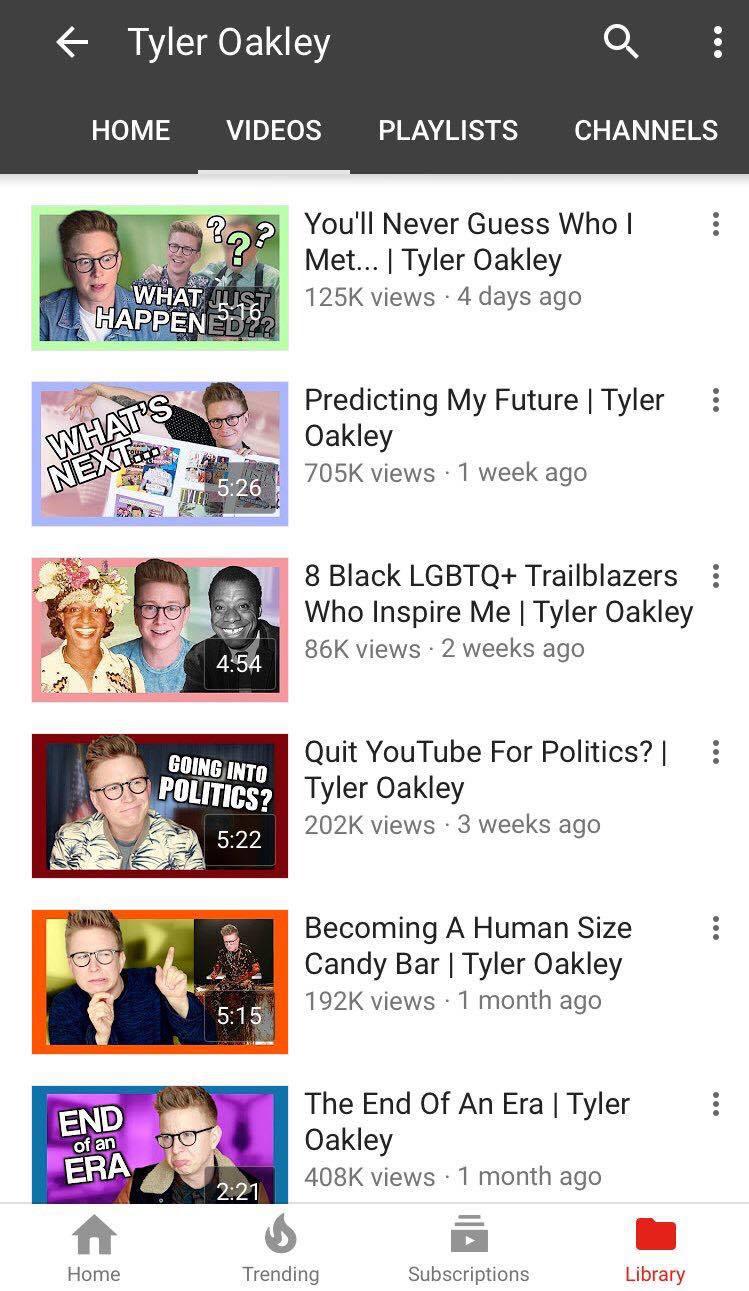 Tyler Oakley
HOME VIDEOS PLAYLISTS CHANNELS
???
WHAT JUST
HAPPENED??
5:16
You'll Never Guess Who I
Met... | Tyler Oakley
125K views · 4 days ago
WHAT'S
NEXT...
5:26
Predicting My Future | Tyler
Oakley
705K views · 1 week ago
4:54
8 Black LGBTQ+ Trailblazers
Who Inspire Me | Tyler Oakley
86K views · 2 weeks ago
GOING INTO
POLITICS?
5:22
Quit YouTube For Politics? |
Tyler Oakley
202K views · 3 weeks ago
5:15
Becoming A Human Size
Candy Bar | Tyler Oakley
192K views · 1 month ago
END
of an
ERA
2:21
The End Of An Era | Tyler
Oakley
408K views · 1 month ago
Home Trending Subscriptions Library